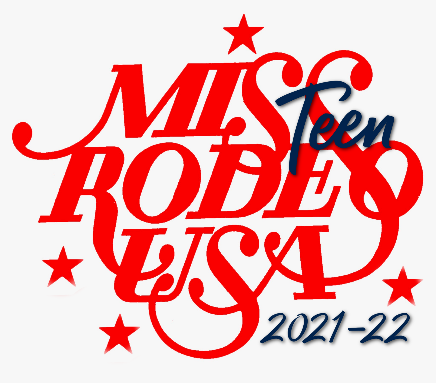 MISS
Teen
RODEO
USA
2021-22